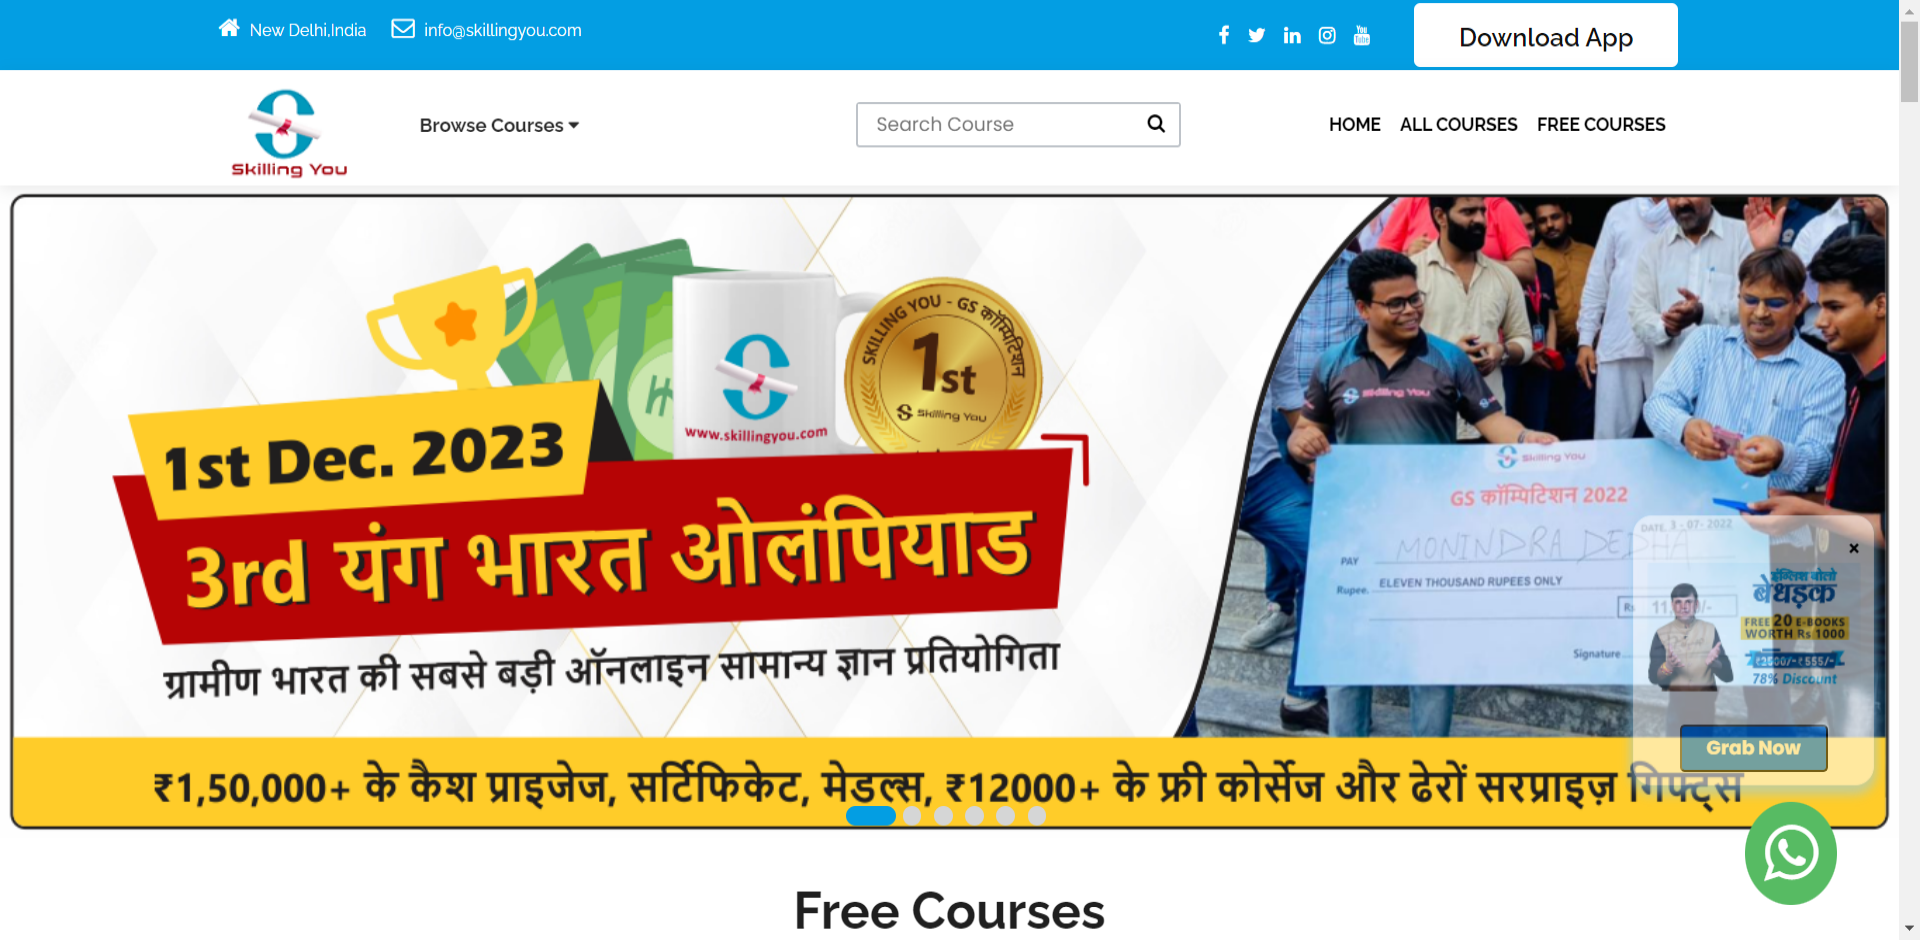 New Delhi,India
info@skillingyou.com
Download App
Skilling You
Browse Courses
Search Course
HOME
ALL COURSES
FREE COURSES
SKILLING YOU - GS कॉम्पिटिशन
1st
Skilling You
www.skillingyou.com
1st Dec. 2023
3rd यंग भारत ओलंपियाड
ग्रामीण भारत की सबसे बड़ी ऑनलाइन सामान्य ज्ञान प्रतियोगिता
₹1,50,000+ के कैश प्राइजेज, सर्टिफिकेट, मेडल्स, ₹12000+ के फ्री कोर्सेज और ढेरों सरप्राइज़ गिफ्ट्स
Skilling You
Skilling You
GS कॉम्पिटिशन 2022
DATE 3-07-2022
PAY MONINDRA DEDHA
Rupee. ELEVEN THOUSAND RUPEES ONLY
Rs 11,000/-
Signature
इंग्लिश बोलो
बेधड़क
FREE 20 E-BOOKS
WORTH Rs 1000
₹2500/- ₹555/-
78% Discount
Grab Now
Free Courses